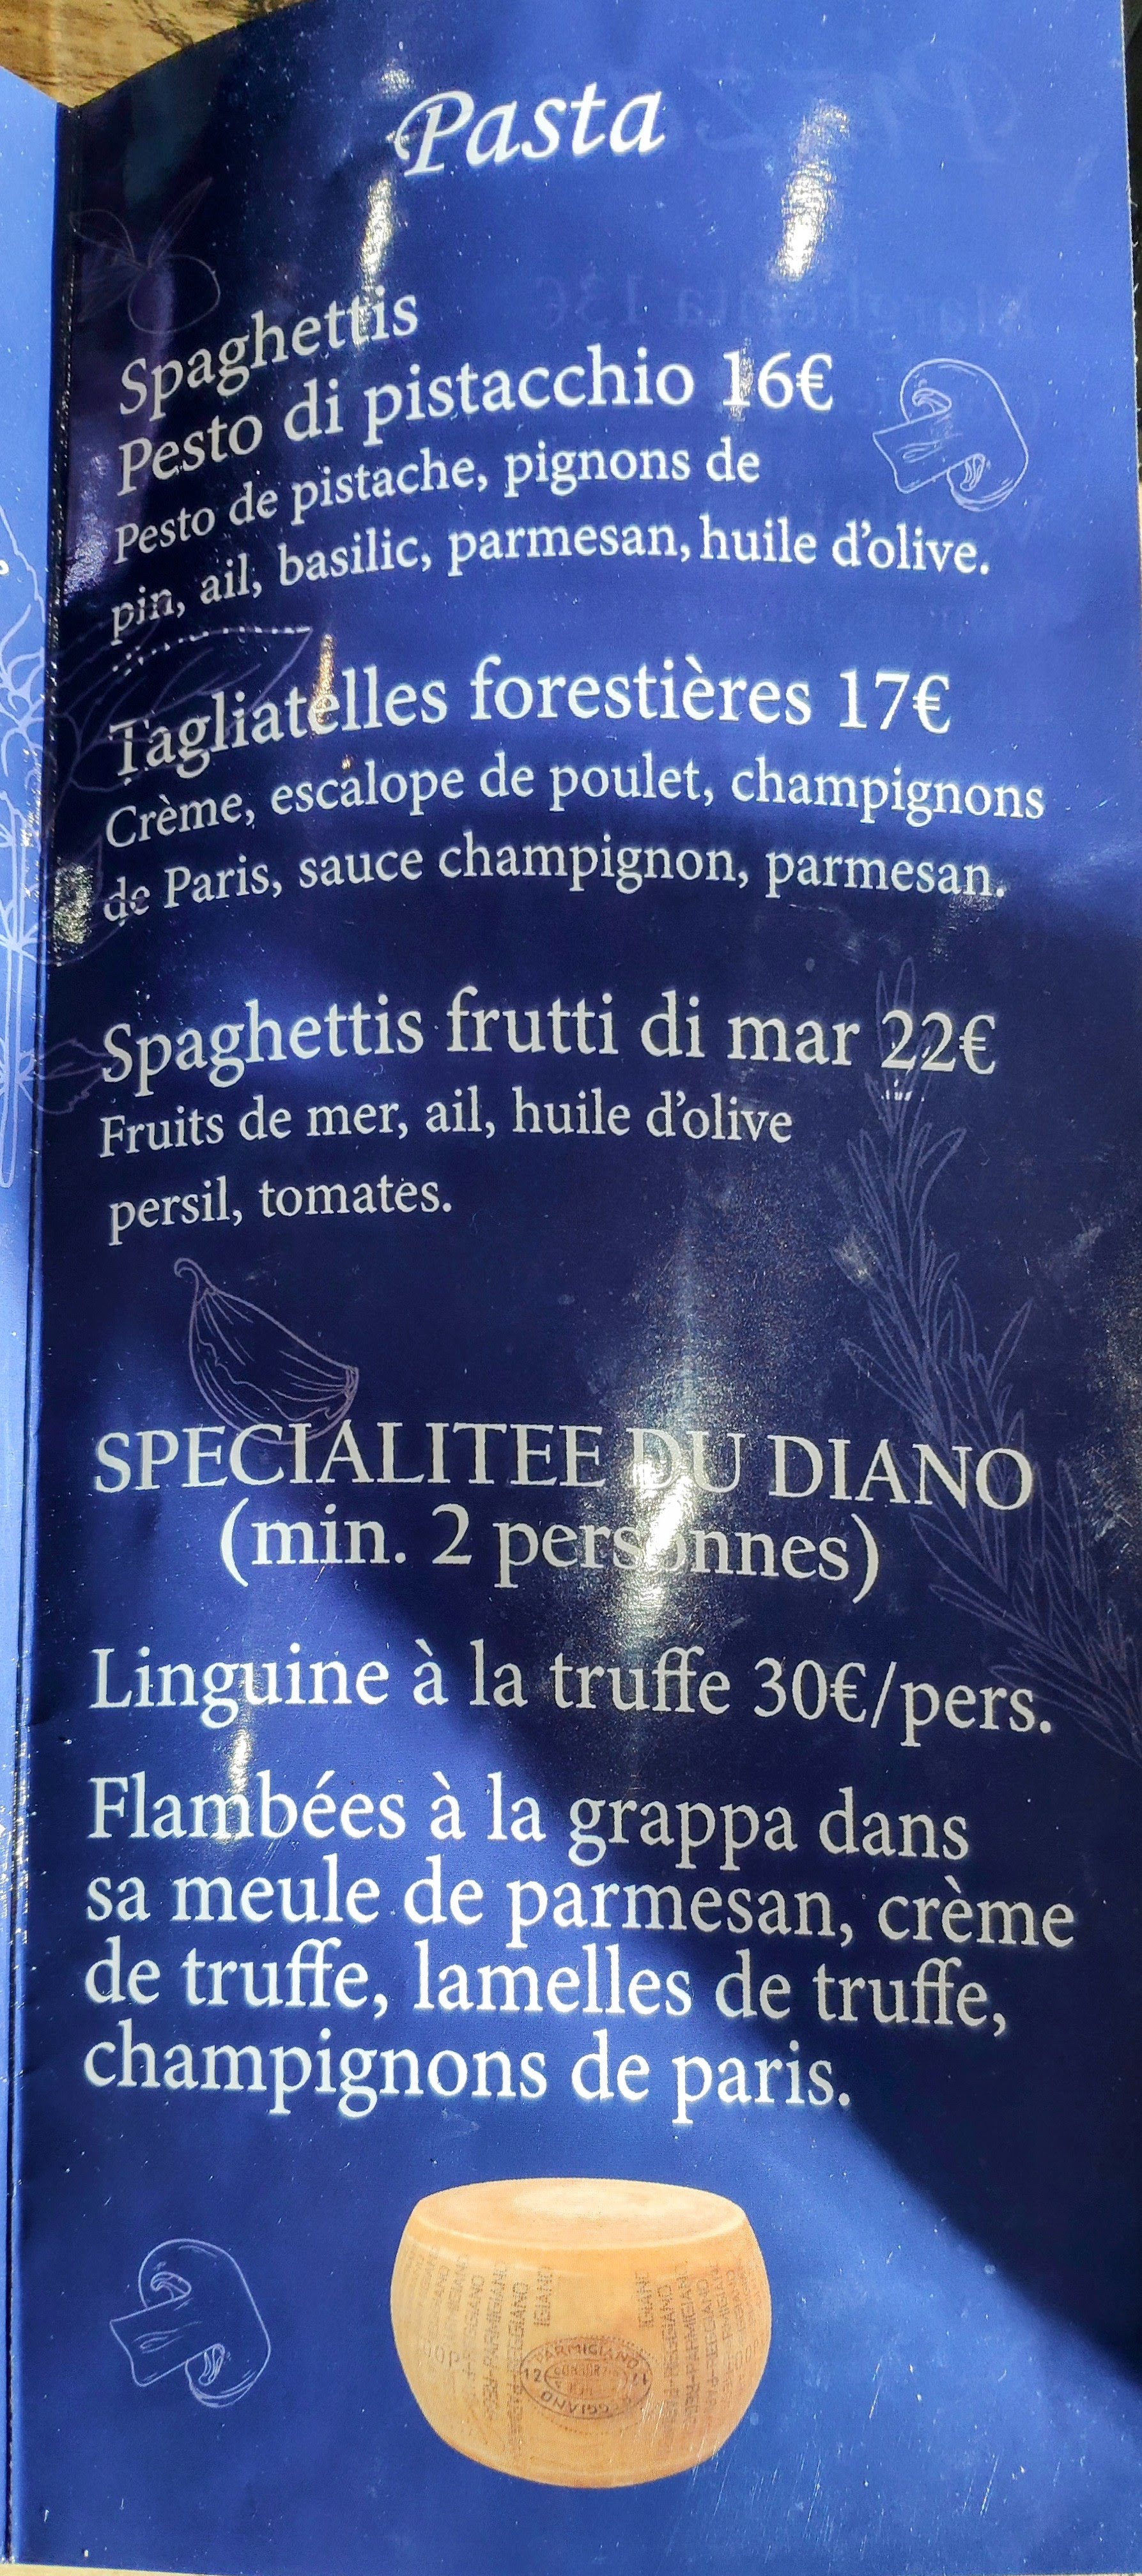 Pasta
Spaghettis
Pesto di pistacchio 16€
Pesto de pistache, pignons de
pin, ail, basilic, parmesan, huile d'olive.
Tagliatelles forestières 17€
Crème, escalope de poulet, champignons
de Paris, sauce champignon, parmesan.
Spaghettis frutti di mar 22€
Fruits de mer, ail, huile d'olive
persil, tomates.
SPECIALITEE DU DIANO
(min. 2 personnes)
Linguine à la truffe 30€/pers.
Flambées à la grappa dans
sa meule de parmesan, crème
de truffe, lamelles de truffe,
champignons de paris.
PARMIGIANO
REGGIANO